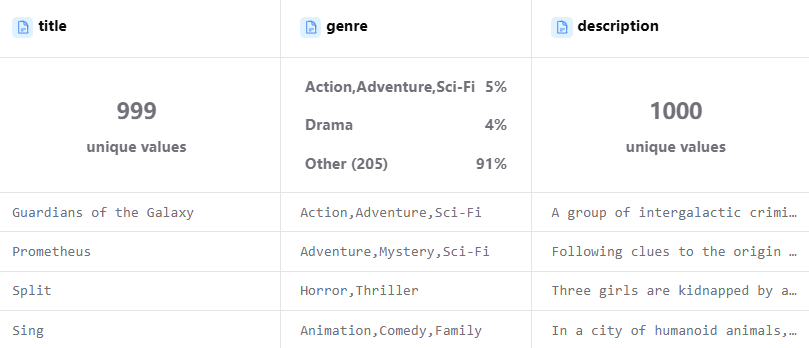 title genre description
999 unique values
Action,Adventure,Sci-Fi 5%
Drama 4%
Other (205) 91%
1000 unique values
Guardians of the Galaxy Action,Adventure,Sci-Fi A group of intergalactic crimi…
Prometheus Adventure,Mystery,Sci-Fi Following clues to the origin …
Split Horror,Thriller Three girls are kidnapped by a…
Sing Animation,Comedy,Family In a city of humanoid animals,…